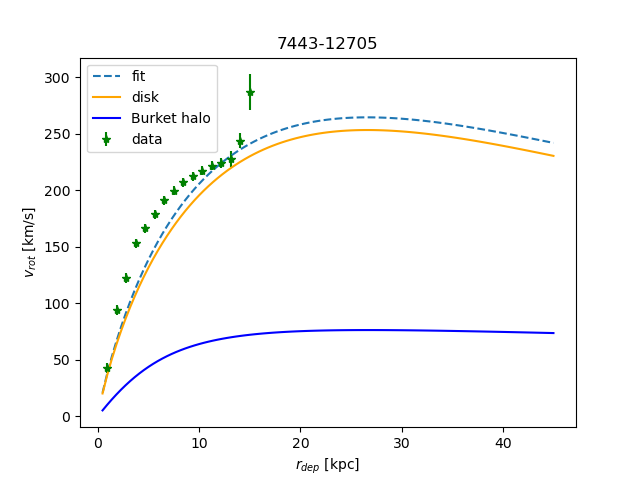 7443-12705
fit
disk
Burket halo
data
300
250
200
150
100
50
0
v_rot [km/s]
0 10 20 30 40
r_dep [kpc]